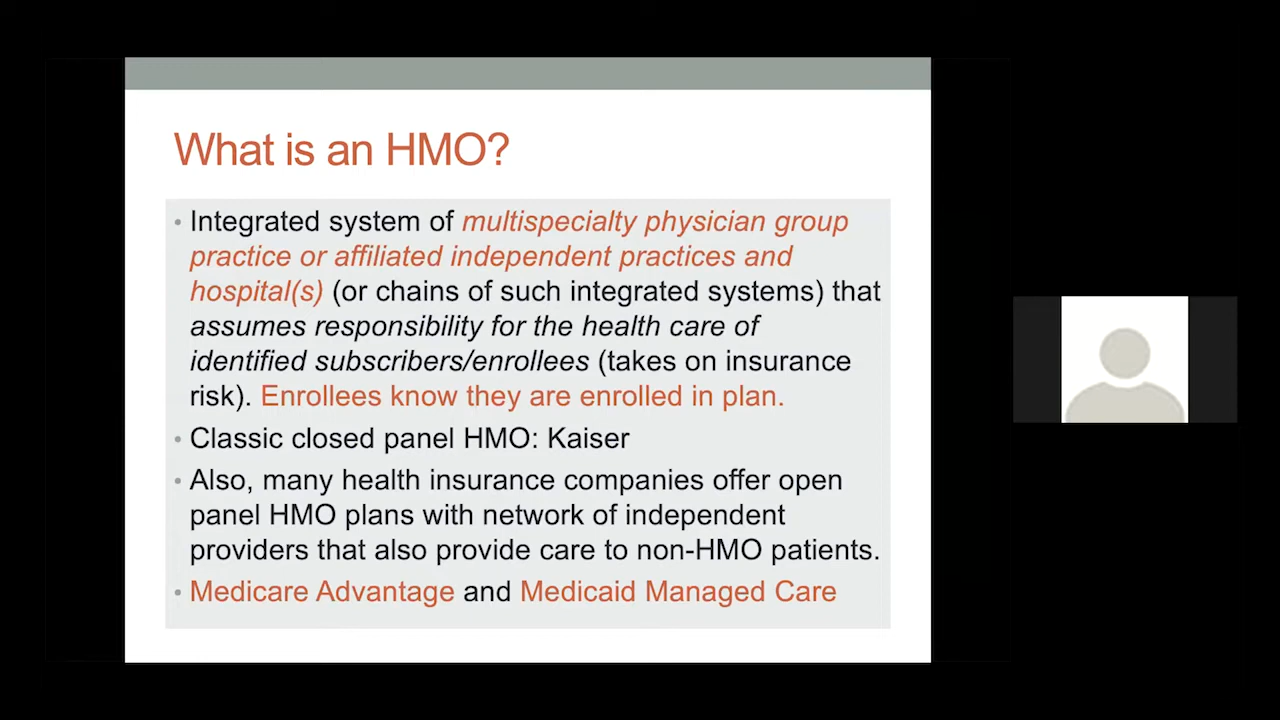 What is an HMO?
• Integrated system of multispecialty physician group
practice or affiliated independent practices and
hospital(s) (or chains of such integrated systems) that
assumes responsibility for the health care of
identified subscribers/enrollees (takes on insurance
risk). Enrollees know they are enrolled in plan.
• Classic closed panel HMO: Kaiser
• Also, many health insurance companies offer open
panel HMO plans with network of independent
providers that also provide care to non-HMO patients.
• Medicare Advantage and Medicaid Managed Care